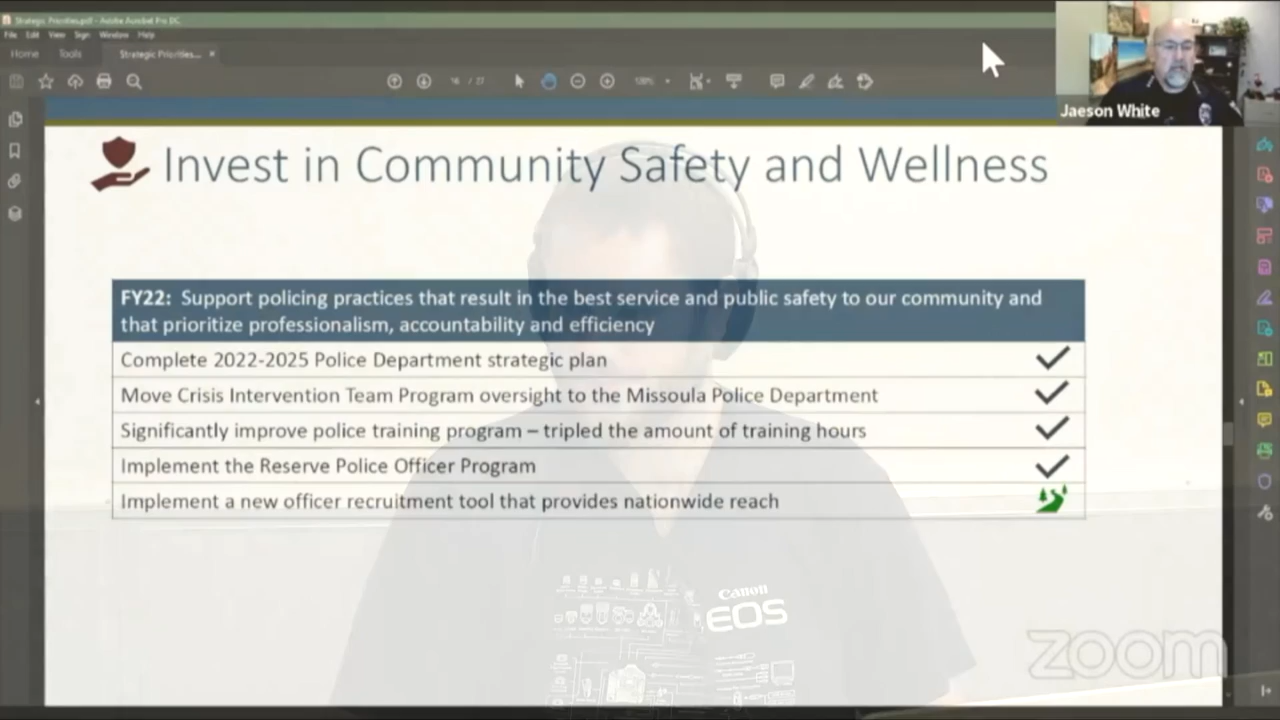 Strategic Priorities.pdf - Adobe Acrobat Pro DC
File Edit View Sign Window Help
Home Tools Strategic Priorities... ×
16 / 27
Jaeson White
Invest in Community Safety and Wellness
FY22: Support policing practices that result in the best service and public safety to our community and
that prioritize professionalism, accountability and efficiency
Complete 2022-2025 Police Department strategic plan
Move Crisis Intervention Team Program oversight to the Missoula Police Department
Significantly improve police training program – tripled the amount of training hours
Implement the Reserve Police Officer Program
Implement a new officer recruitment tool that provides nationwide reach
Canon
EOS
zoom